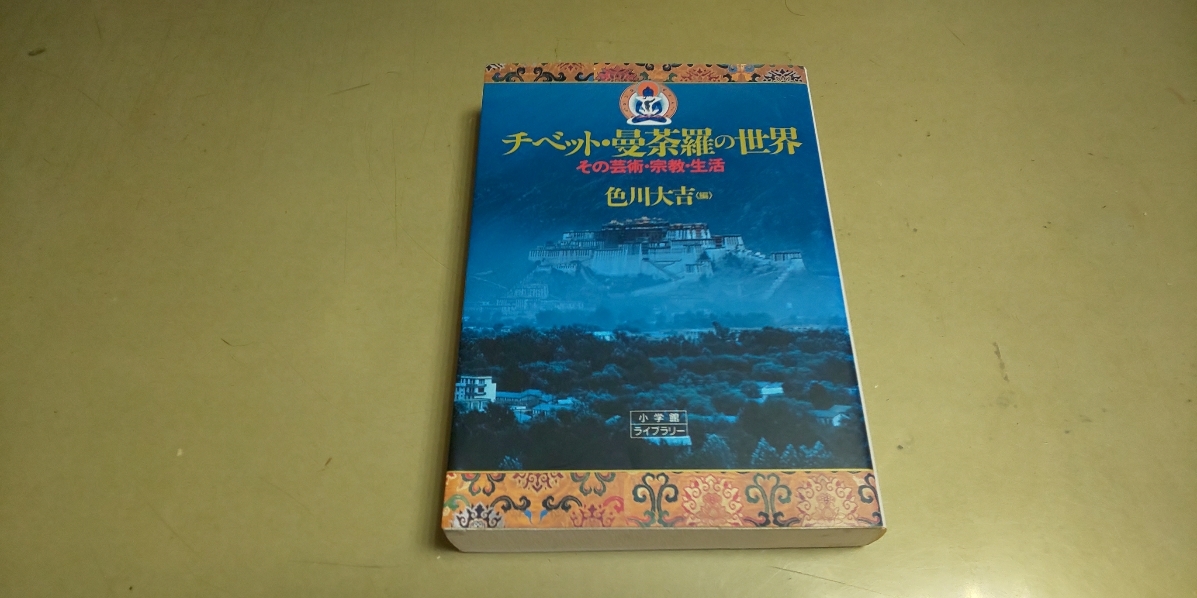 チベット・曼荼羅の世界
その芸術・宗教・生活
色川大吉〈編〉
小学館
ライブラリー